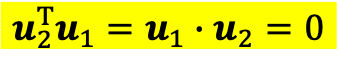 𝒖₂ᵀ𝒖₁ = 𝒖₁ · 𝒖₂ = 0